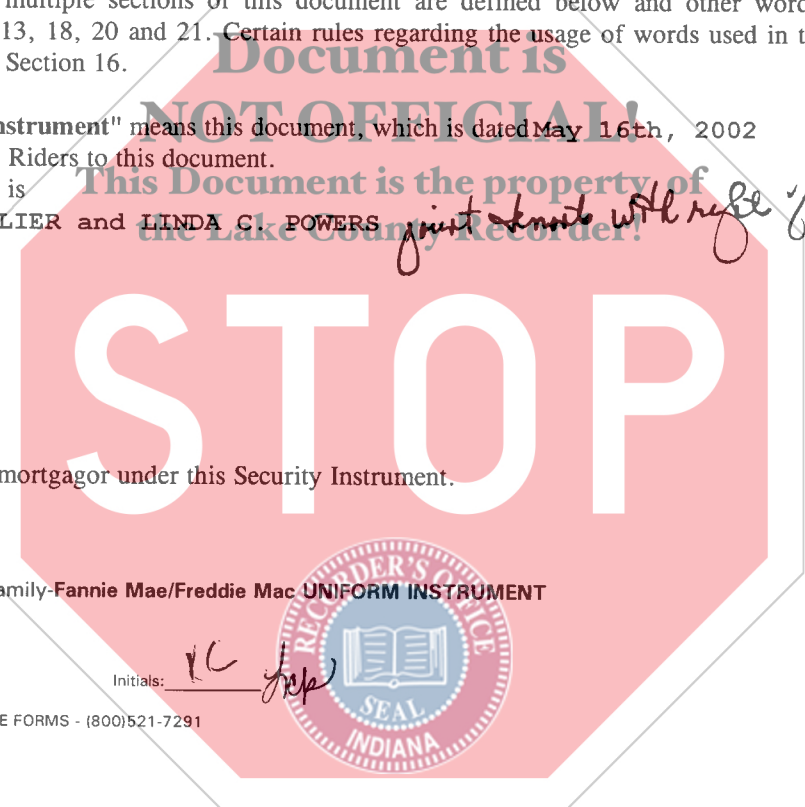 multiple sections of this document are defined below and other word
13, 18, 20 and 21. Certain rules regarding the usage of words used in t
Section 16.
Document is
NOT OFFICIAL!
nstrument" means this document, which is dated May 16th, 2002
Riders to this document.
is
This Document is the property of
LIER and LINDA C. POWERS joint tenants with right of
the Lake County Recorder!
STOP
mortgagor under this Security Instrument.
amily-Fannie Mae/Freddie Mac UNIFORM INSTRUMENT
RECORDER'S OFFICE
Initials: KC lcp
SEAL
E FORMS - (800)521-7291
INDIANA